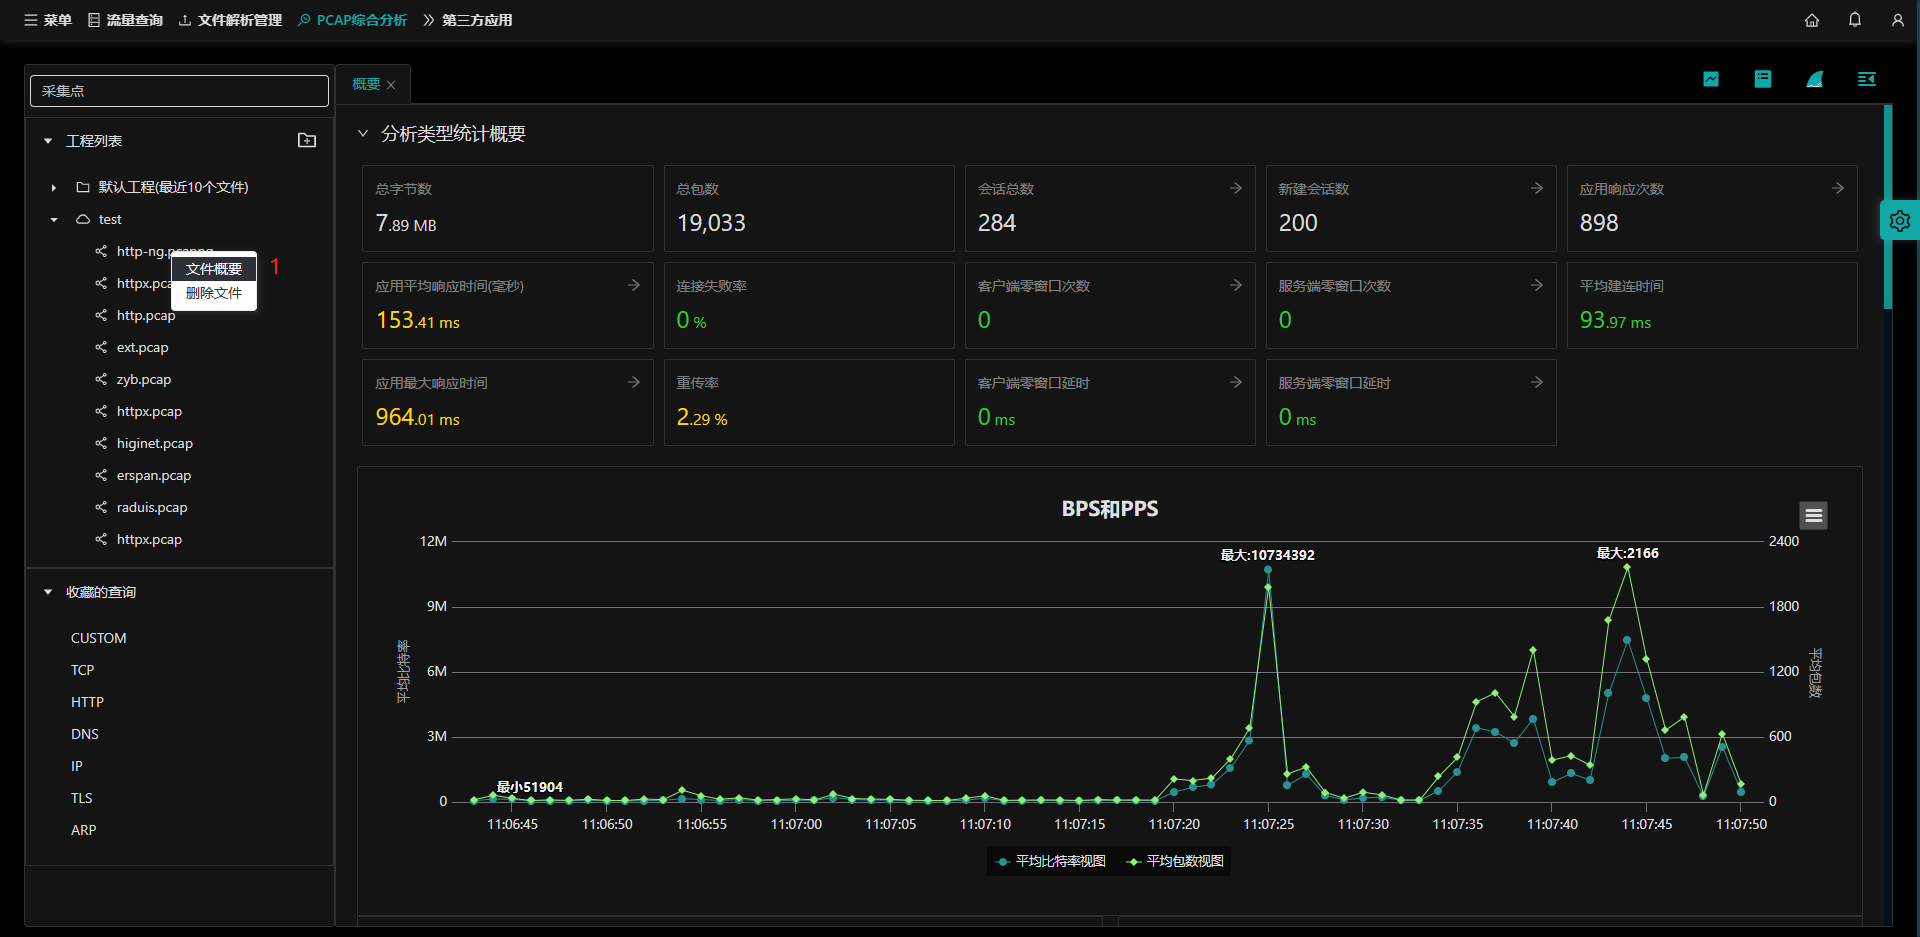 菜单 流量查询 文件解析管理 PCAP综合分析 第三方应用
采集点
工程列表
默认工程(最近10个文件)
test
http-ng.pcapng
文件概要
删除文件
1
httpx.pca
http.pcap
ext.pcap
zyb.pcap
httpx.pcap
higinet.pcap
erspan.pcap
raduis.pcap
httpx.pcap
收藏的查询
CUSTOM
TCP
HTTP
DNS
IP
TLS
ARP
概要
分析类型统计概要
总字节数
7.89 MB
总包数
19,033
会话总数
284
新建会话数
200
应用响应次数
898
应用平均响应时间(毫秒)
153.41 ms
连接失败率
0 %
客户端零窗口次数
0
服务端零窗口次数
0
平均建连时间
93.97 ms
应用最大响应时间
964.01 ms
重传率
2.29 %
客户端零窗口延时
0 ms
服务端零窗口延时
0 ms
BPS和PPS
平均比特率
12M
9M
6M
3M
0
最小51904
最大:10734392
最大:2166
2400
1800
1200
600
0
平均包数
11:06:45 11:06:50 11:06:55 11:07:00 11:07:05 11:07:10 11:07:15 11:07:20 11:07:25 11:07:30 11:07:35 11:07:40 11:07:45 11:07:50
平均比特率视图 平均包数视图